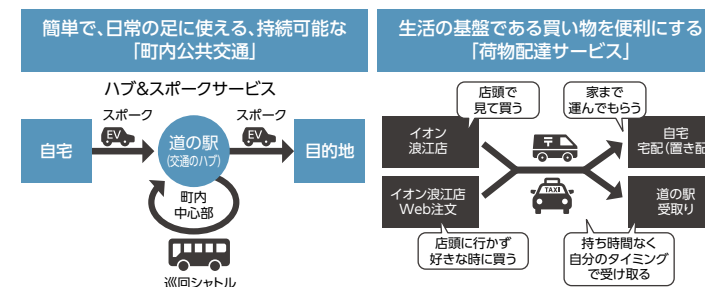 簡単で、日常の足に使える、持続可能な
「町内公共交通」
ハブ&スポークサービス
スポーク
スポーク
EV
EV
自宅
道の駅
(交通のハブ)
目的地
町内
中心部
巡回シャトル
生活の基盤である買い物を便利にする
「荷物配達サービス」
店頭で
見て買う
家まで
運んでもらう
イオン
浪江店
自宅
宅配(置き配
〒
TAXI
イオン浪江店
Web注文
道の駅
受取り
店頭に行かず
好きな時に買う
持ち時間なく
自分のタイミング
で受け取る